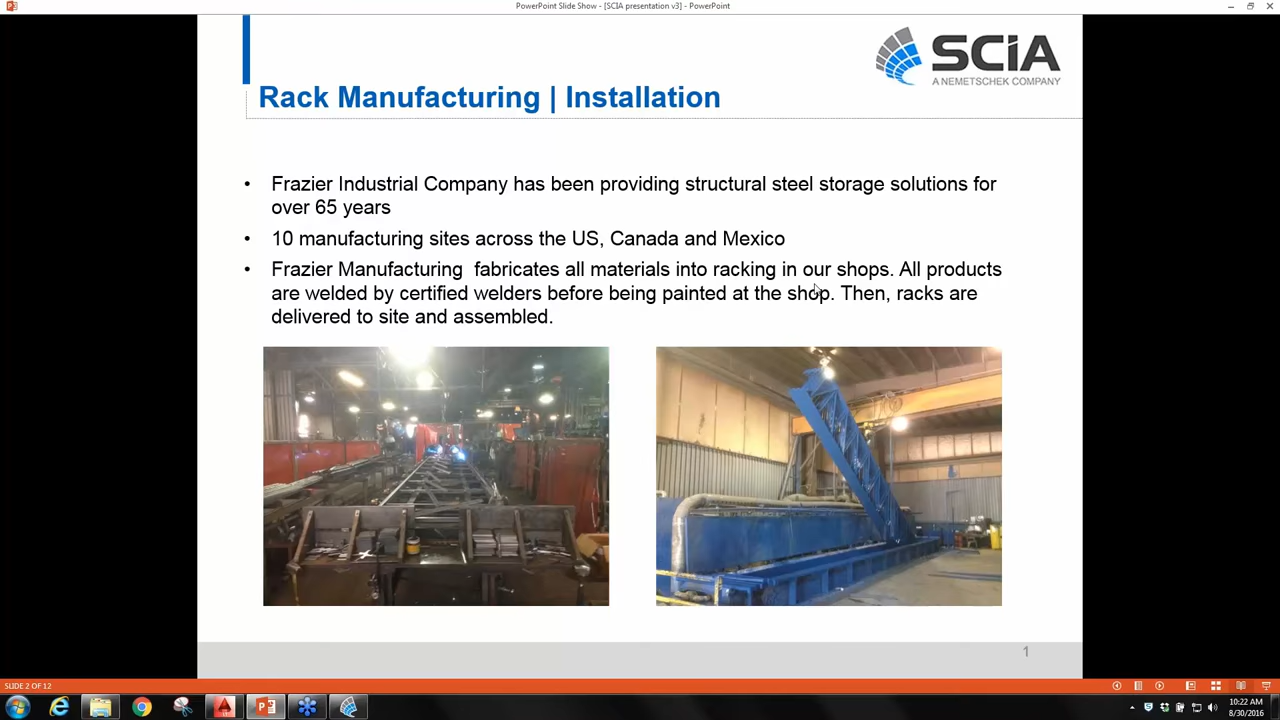 PowerPoint Slide Show - [SCIA presentation v3] - PowerPoint
SCIA
A NEMETSCHEK COMPANY
Rack Manufacturing | Installation
• Frazier Industrial Company has been providing structural steel storage solutions for
over 65 years
• 10 manufacturing sites across the US, Canada and Mexico
• Frazier Manufacturing  fabricates all materials into racking in our shops. All products
are welded by certified welders before being painted at the shop. Then, racks are
delivered to site and assembled.
1
SLIDE 2 OF 12
10:22 AM
8/30/2016